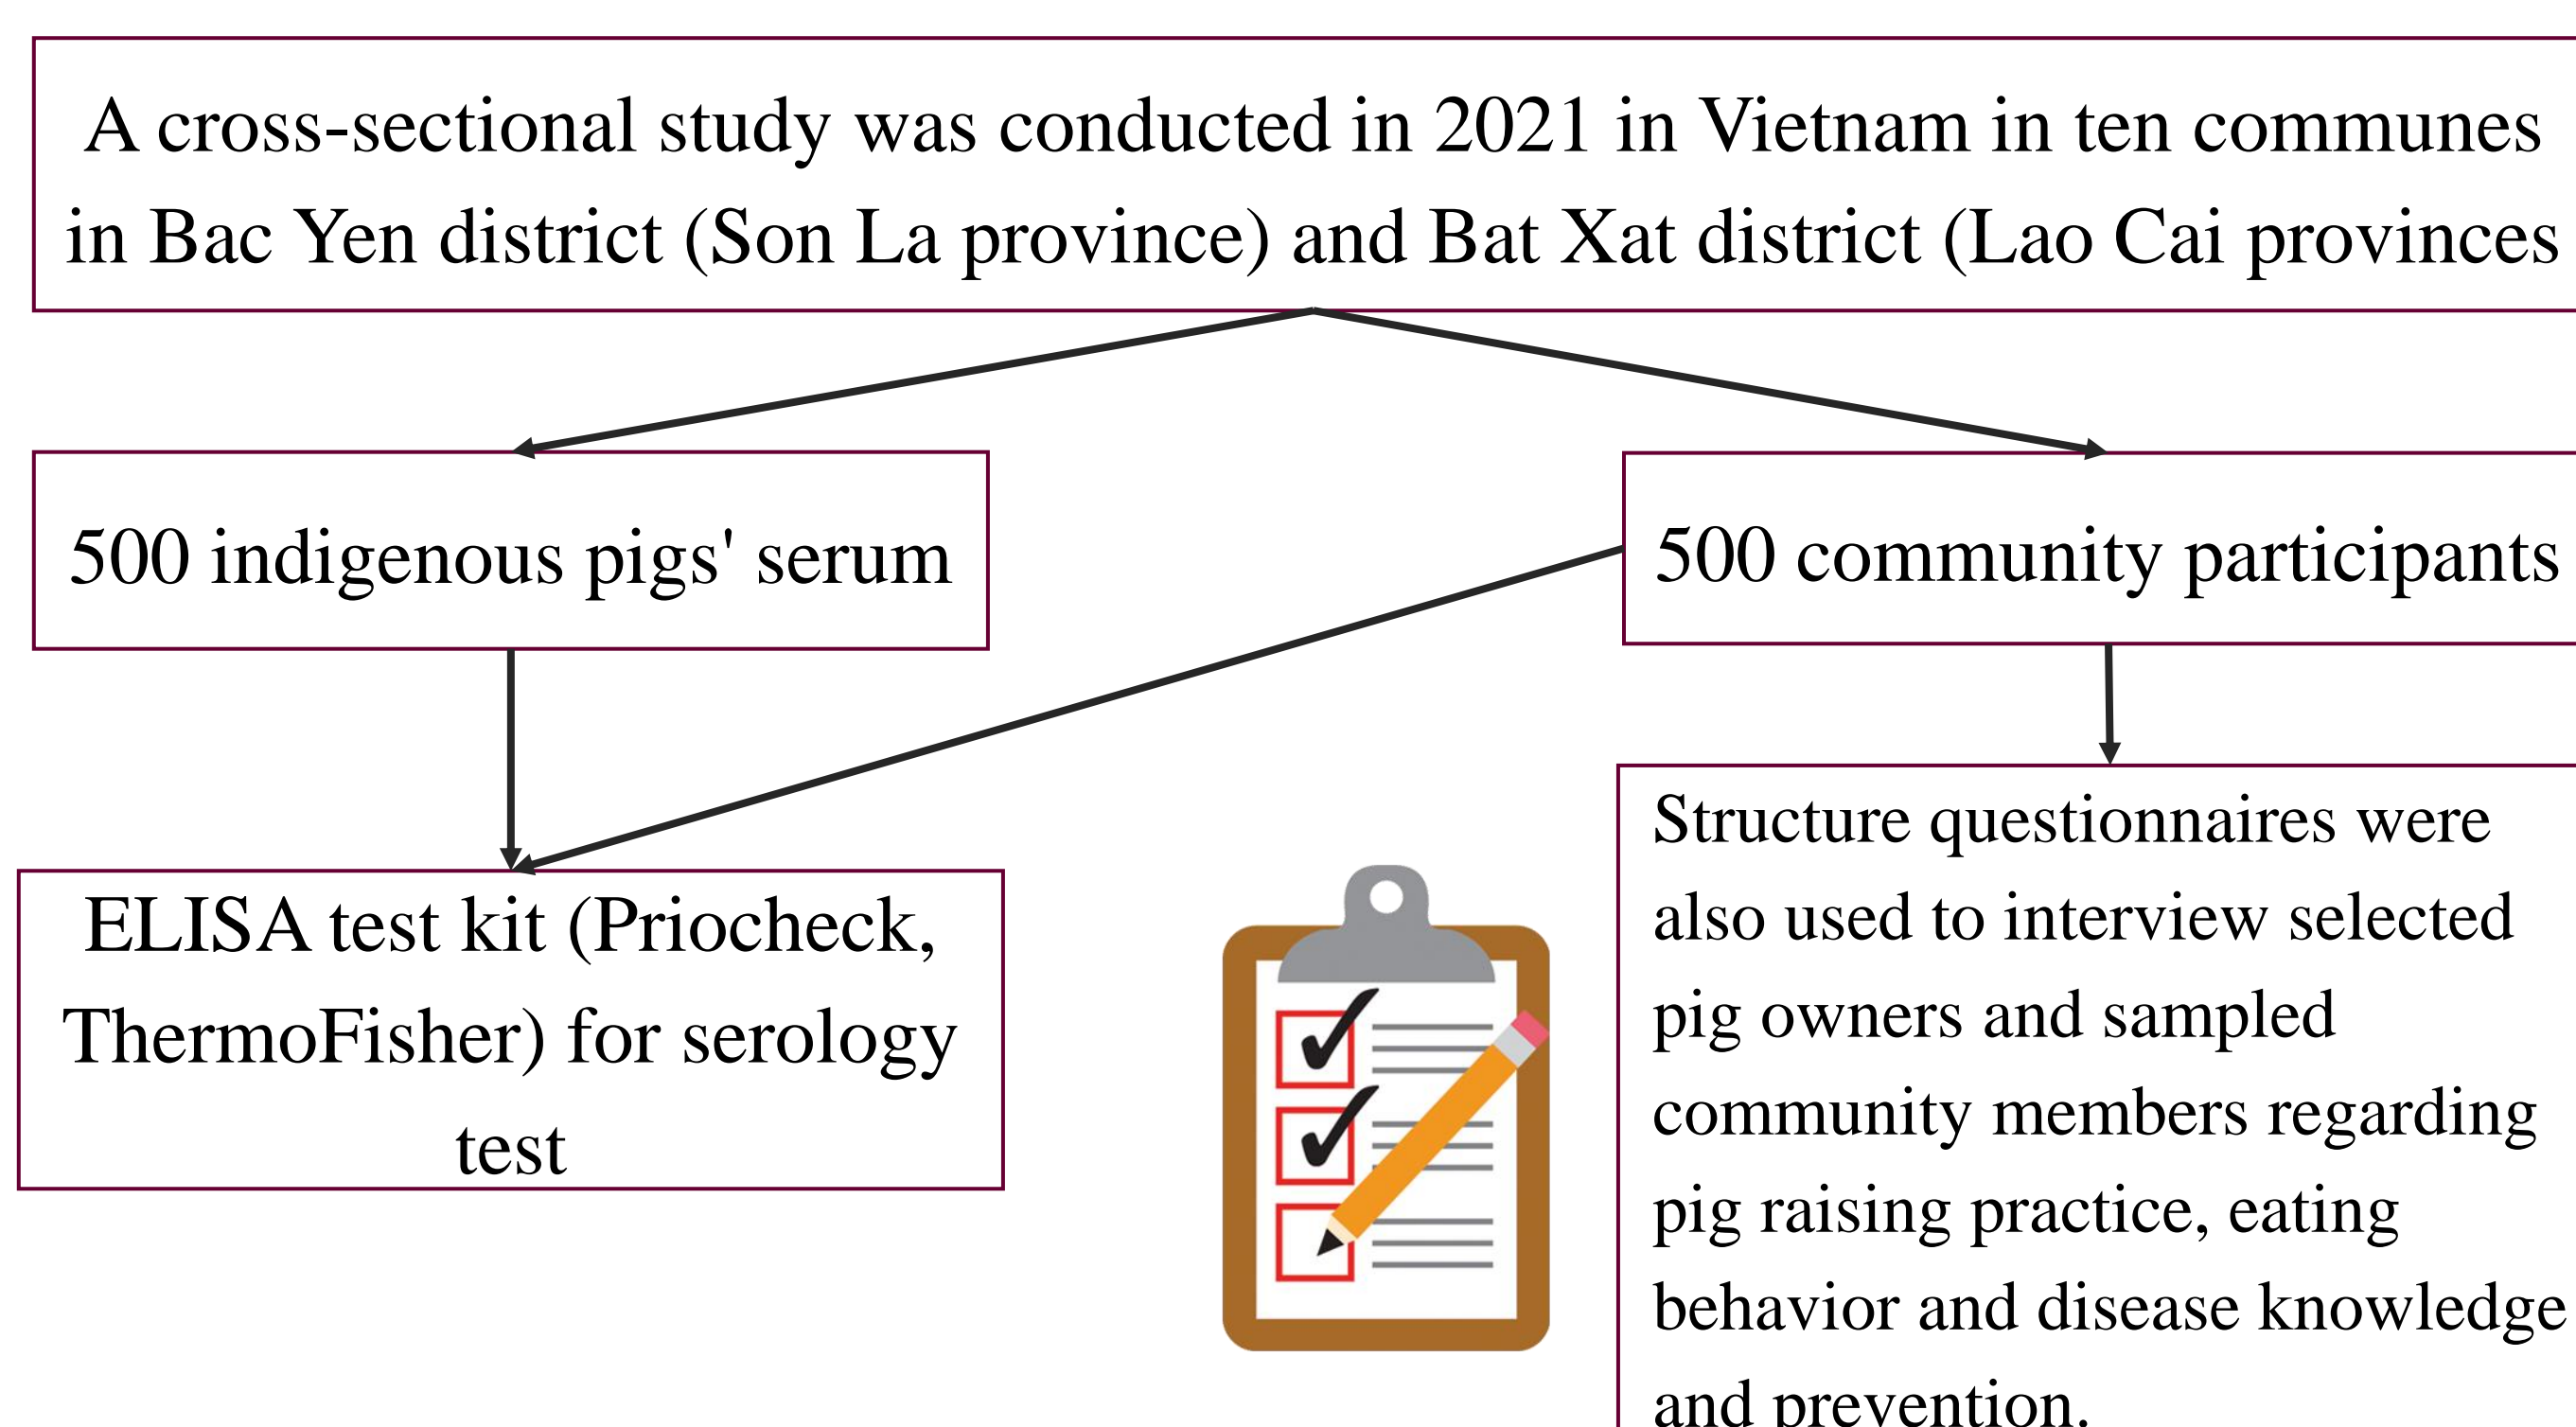 A cross-sectional study was conducted in 2021 in Vietnam in ten communes
in Bac Yen district (Son La province) and Bat Xat district (Lao Cai provinces
500 indigenous pigs' serum
500 community participants
ELISA test kit (Priocheck,
ThermoFisher) for serology
test
Structure questionnaires were
also used to interview selected
pig owners and sampled
community members regarding
pig raising practice, eating
behavior and disease knowledge
and prevention.